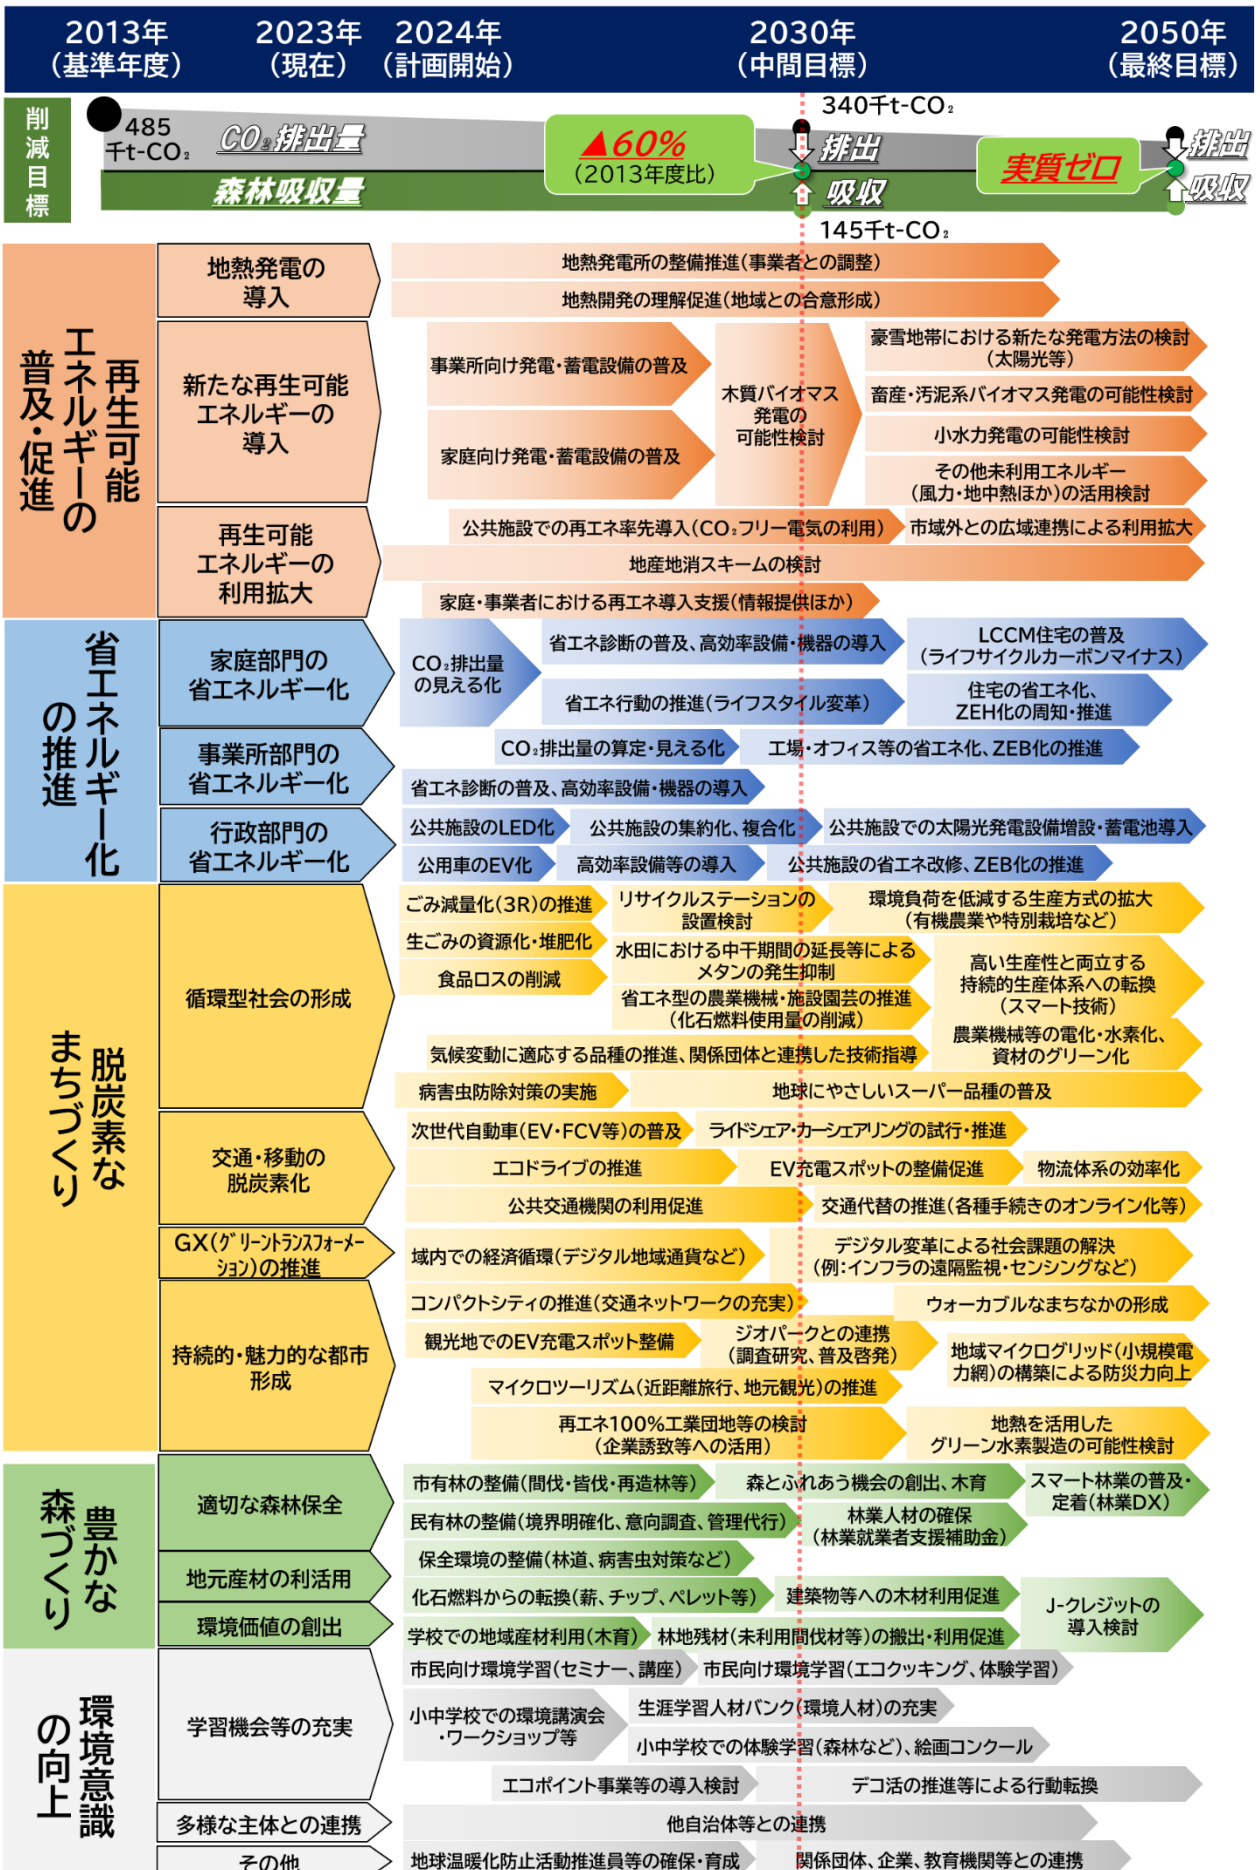 2013年
（基準年度）
2023年
（現在）
2024年
（計画開始）
2030年
（中間目標）
2050年
（最終目標）
削減目標
485
千t-CO₂
CO₂排出量
森林吸収量
▲60%
（2013年度比）
340千t-CO₂
排出
吸収
145千t-CO₂
実質ゼロ
排出
吸収
再生可能
エネルギーの
普及・促進
地熱発電の
導入
地熱発電所の整備推進（事業者との調整）
地熱開発の理解促進（地域との合意形成）
新たな再生可能
エネルギーの
導入
事業所向け発電・蓄電設備の普及
家庭向け発電・蓄電設備の普及
木質バイオマス
発電の
可能性検討
豪雪地帯における新たな発電方法の検討
（太陽光等）
畜産・汚泥系バイオマス発電の可能性検討
小水力発電の可能性検討
その他未利用エネルギー
（風力・地中熱ほか）の活用検討
再生可能
エネルギーの
利用拡大
公共施設での再エネ率先導入（CO₂フリー電気の利用）
市域外との広域連携による利用拡大
地産地消スキームの検討
家庭・事業者における再エネ導入支援（情報提供ほか）
省エネルギー化
の推進
家庭部門の
省エネルギー化
CO₂排出量
の見える化
省エネ診断の普及、高効率設備・機器の導入
LCCM住宅の普及
（ライフサイクルカーボンマイナス）
省エネ行動の推進（ライフスタイル変革）
住宅の省エネ化、
ZEH化の周知・推進
事業所部門の
省エネルギー化
CO₂排出量の算定・見える化
工場・オフィス等の省エネ化、ZEB化の推進
省エネ診断の普及、高効率設備・機器の導入
行政部門の
省エネルギー化
公共施設のLED化
公共施設の集約化、複合化
公共施設での太陽光発電設備増設・蓄電池導入
公用車のEV化
高効率設備等の導入
公共施設の省エネ改修、ZEB化の推進
脱炭素な
まちづくり
循環型社会の形成
ごみ減量化（3R）の推進
リサイクルステーションの
設置検討
環境負荷を低減する生産方式の拡大
（有機農業や特別栽培など）
生ごみの資源化・堆肥化
水田における中干期間の延長等による
メタンの発生抑制
食品ロスの削減
高い生産性と両立する
持続的生産体系への転換
（スマート技術）
省エネ型の農業機械・施設園芸の推進
（化石燃料使用量の削減）
農業機械等の電化・水素化、
資材のグリーン化
気候変動に適応する品種の推進、関係団体と連携した技術指導
病害虫防除対策の実施
地球にやさしいスーパー品種の普及
交通・移動の
脱炭素化
次世代自動車（EV・FCV等）の普及
ライドシェア・カーシェアリングの試行・推進
エコドライブの推進
EV充電スポットの整備促進
物流体系の効率化
公共交通機関の利用促進
交通代替の推進（各種手続きのオンライン化等）
GX（グリーントランスフォーメー
ション）の推進
域内での経済循環（デジタル地域通貨など）
デジタル変革による社会課題の解決
（例：インフラの遠隔監視・センシングなど）
持続的・魅力的な都市
形成
コンパクトシティの推進（交通ネットワークの充実）
ウォーカブルなまちなかの形成
観光地でのEV充電スポット整備
ジオパークとの連携
（調査研究、普及啓発）
地域マイクログリッド（小規模電
力網）の構築による防災力向上
マイクロツーリズム（近距離旅行、地元観光）の推進
再エネ100%工業団地等の検討
（企業誘致等への活用）
地熱を活用した
グリーン水素製造の可能性検討
豊かな
森づくり
適切な森林保全
市有林の整備（間伐・皆伐・再造林等）
森とふれあう機会の創出、木育
スマート林業の普及・
定着（林業DX）
民有林の整備（境界明確化、意向調査、管理代行）
林業人材の確保
（林業就業者支援補助金）
保全環境の整備（林道、病害虫対策など）
地元産材の利活用
化石燃料からの転換（薪、チップ、ペレット等）
建築物等への木材利用促進
J-クレジットの
導入検討
環境価値の創出
学校での地域産材利用（木育）
林地残材（未利用間伐材等）の搬出・利用促進
環境意識
の向上
学習機会等の充実
市民向け環境学習（セミナー、講座）
市民向け環境学習（エコクッキング、体験学習）
小中学校での環境講演会
・ワークショップ等
生涯学習人材バンク（環境人材）の充実
小中学校での体験学習（森林など）、絵画コンクール
エコポイント事業等の導入検討
デコ活の推進等による行動転換
多様な主体との連携
他自治体等との連携
その他
地球温暖化防止活動推進員等の確保・育成
関係団体、企業、教育機関等との連携